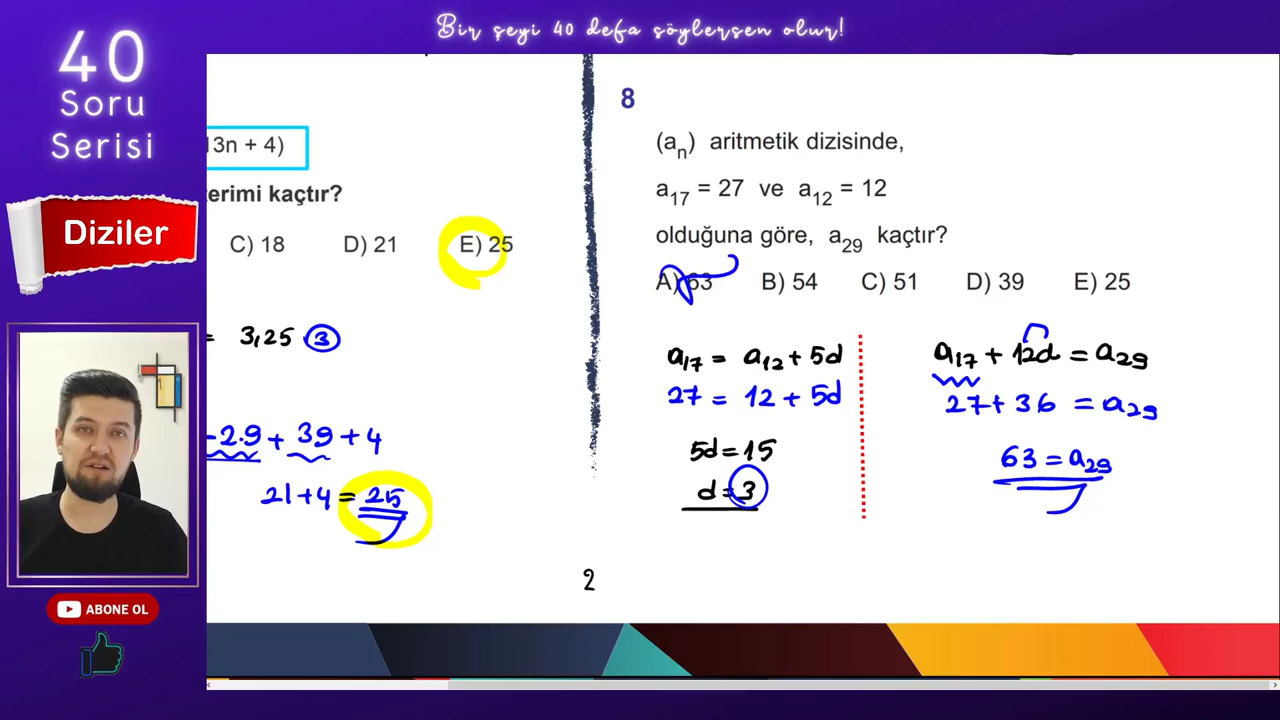 Bir şeyi 40 defa söylersen olur!
40
Soru
Serisi
Diziler
ABONE OL
13n + 4)
terimi kaçtır?
C) 18 D) 21 E) 25
= 3,25 3
-2.9 + 39 + 4
21+4 = 25
2
8
(aₙ) aritmetik dizisinde,
a₁₇ = 27 ve a₁₂ = 12
olduğuna göre, a₂₉ kaçtır?
A) 63 B) 54 C) 51 D) 39 E) 25
a₁₇ = a₁₂ + 5d
27 = 12 + 5d
5d = 15
d = 3
a₁₇ + 12d = a₂₉
27 + 36 = a₂₉
63 = a₂₉